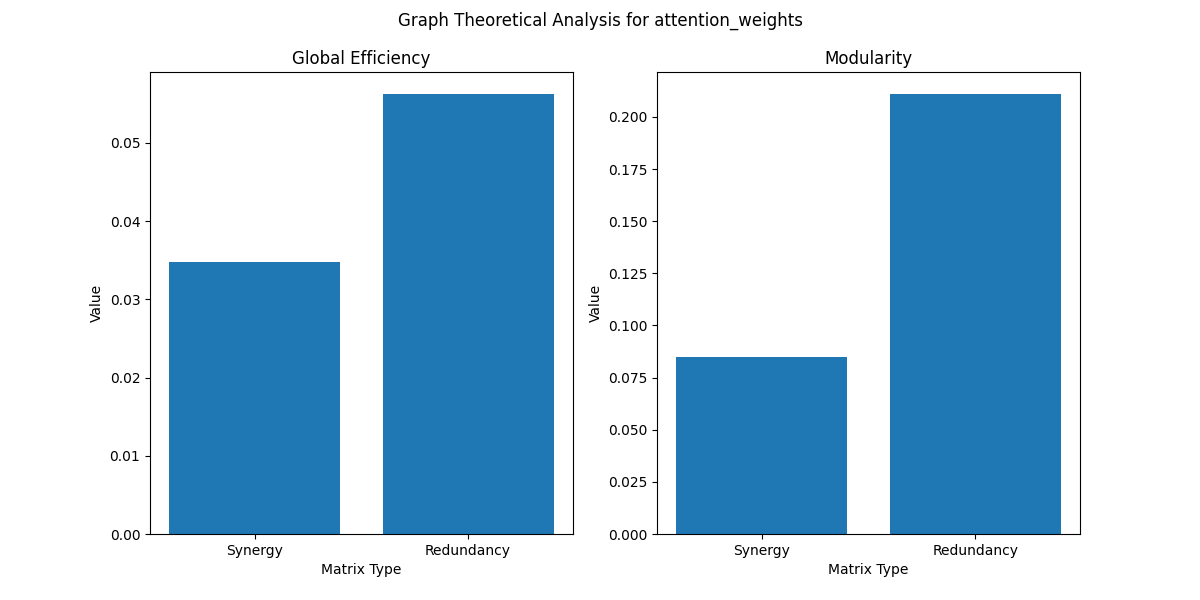 Graph Theoretical Analysis for attention_weights
Global Efficiency
Value
0.05
0.04
0.03
0.02
0.01
0.00
Synergy
Redundancy
Matrix Type
Modularity
Value
0.200
0.175
0.150
0.125
0.100
0.075
0.050
0.025
0.000
Synergy
Redundancy
Matrix Type